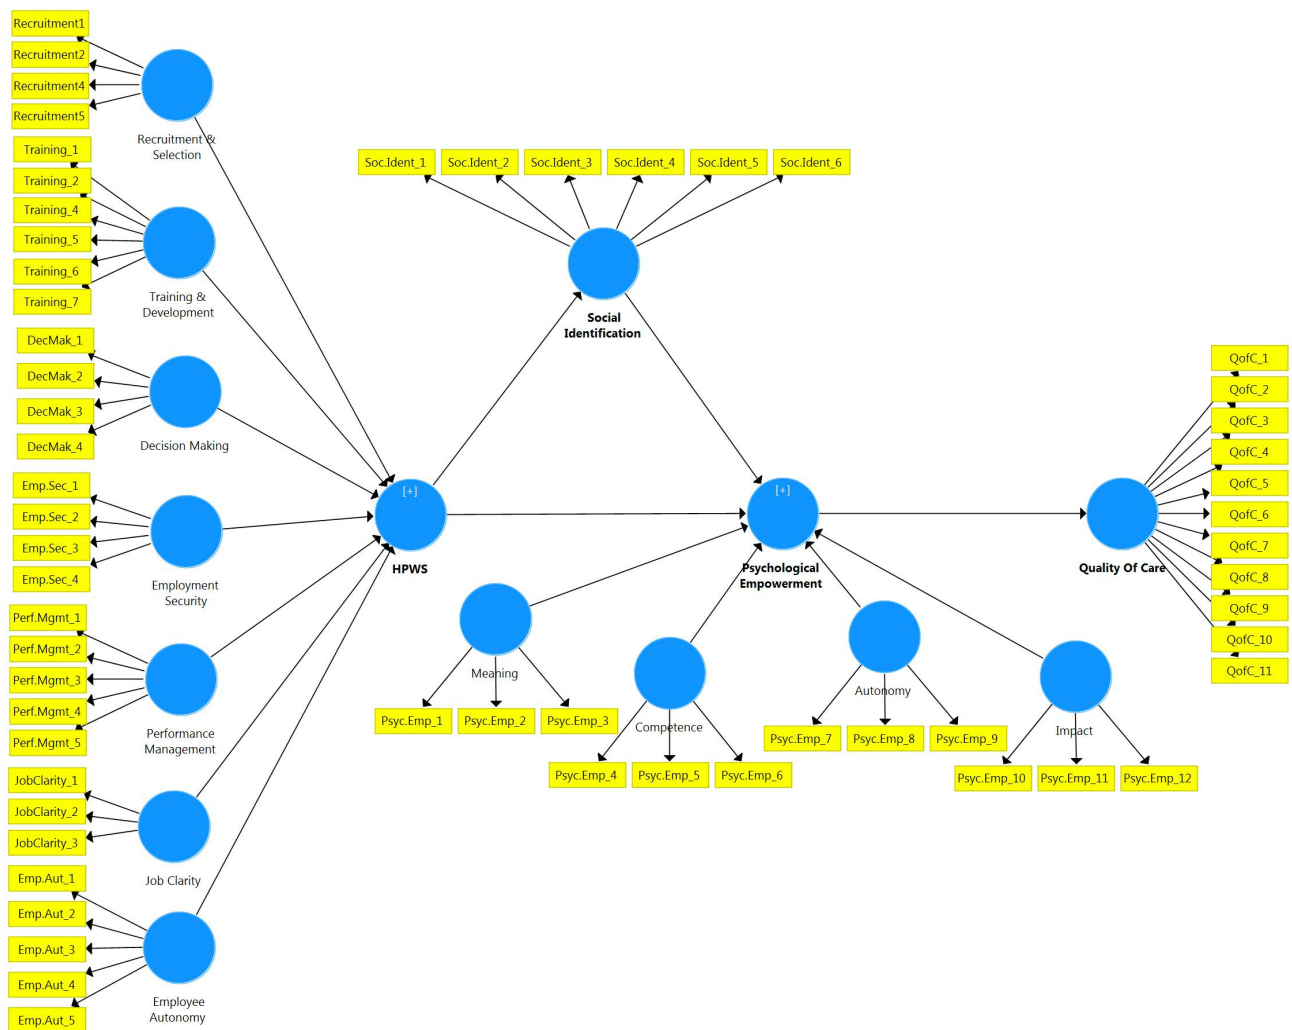 Recruitment1
Recruitment2
Recruitment4
Recruitment5
Recruitment &
Selection
Training_1
Training_2
Training_4
Training_5
Training_6
Training_7
Training &
Development
DecMak_1
DecMak_2
DecMak_3
DecMak_4
Decision Making
Emp.Sec_1
Emp.Sec_2
Emp.Sec_3
Emp.Sec_4
Employment
Security
Perf.Mgmt_1
Perf.Mgmt_2
Perf.Mgmt_3
Perf.Mgmt_4
Perf.Mgmt_5
Performance
Management
JobClarity_1
JobClarity_2
JobClarity_3
Job Clarity
Emp.Aut_1
Emp.Aut_2
Emp.Aut_3
Emp.Aut_4
Emp.Aut_5
Employee
Autonomy
[+]
HPWS
Soc.Ident_1
Soc.Ident_2
Soc.Ident_3
Soc.Ident_4
Soc.Ident_5
Soc.Ident_6
Social
Identification
[+]
Psychological
Empowerment
Meaning
Psyc.Emp_1
Psyc.Emp_2
Psyc.Emp_3
Competence
Psyc.Emp_4
Psyc.Emp_5
Psyc.Emp_6
Autonomy
Psyc.Emp_7
Psyc.Emp_8
Psyc.Emp_9
Impact
Psyc.Emp_10
Psyc.Emp_11
Psyc.Emp_12
Quality Of Care
QofC_1
QofC_2
QofC_3
QofC_4
QofC_5
QofC_6
QofC_7
QofC_8
QofC_9
QofC_10
QofC_11